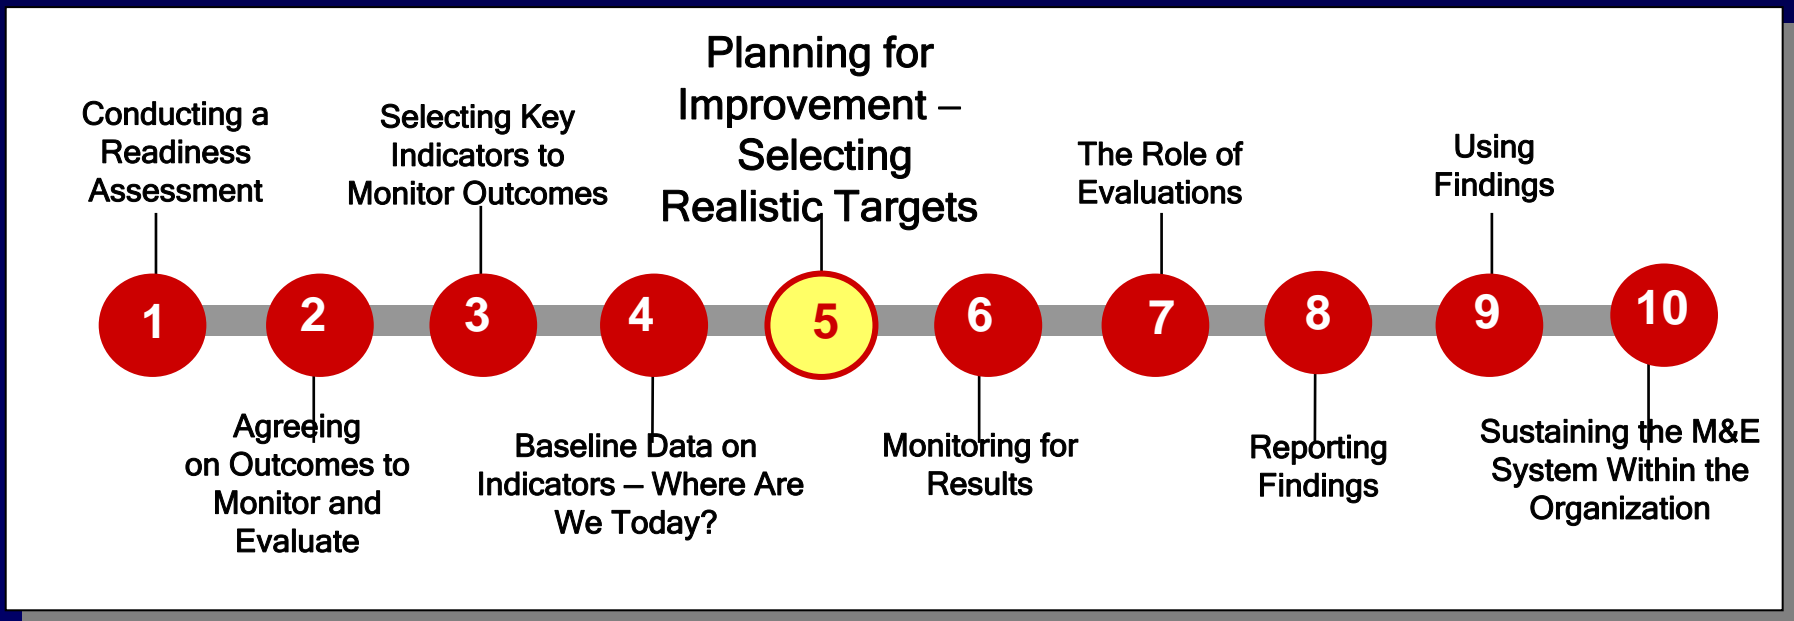 Planning for
Improvement –
Selecting
Realistic Targets
Conducting a
Readiness
Assessment
Selecting Key
Indicators to
Monitor Outcomes
The Role of
Evaluations
Using
Findings
1
2
3
4
5
6
7
8
9
10
Agreeing
on Outcomes to
Monitor and
Evaluate
Baseline Data on
Indicators – Where Are
We Today?
Monitoring for
Results
Reporting
Findings
Sustaining the M&E
System Within the
Organization